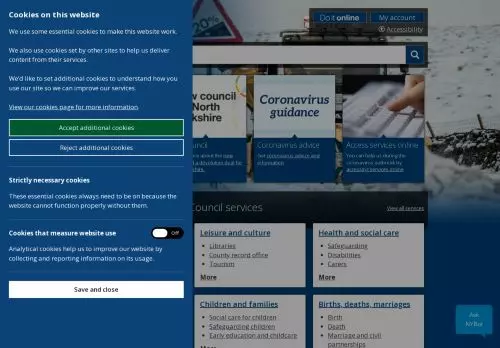 Cookies on this website
We use some essential cookies to make this website work.
We also use cookies set by other sites to help us deliver
content from their services.
We'd like to set additional cookies to understand how you
use our site so we can improve our services.
View our cookies page for more information.
Accept additional cookies
Reject additional cookies
Strictly necessary cookies
These essential cookies always need to be on because the
website cannot function properly without them.
Cookies that measure website use
Off
Analytical cookies help us to improve our website by
collecting and reporting information on its usage.
Save and close
20%
Do it online
My account
Accessibility
council
North
kshire
Coronavirus
guidance
Coronavirus advice
Get coronavirus advice and
information
Access services online
You can help us during the
coronavirus outbreak by
accessing services online
Council services
View all services
Leisure and culture
Libraries
County record office
Tourism
More
Health and social care
Safeguarding
Disabilities
Carers
More
Children and families
Social care for children
Safeguarding children
Early education and childcare
More
Births, deaths, marriages
Birth
Death
Marriage and civil
partnerships
Ask
NYBot